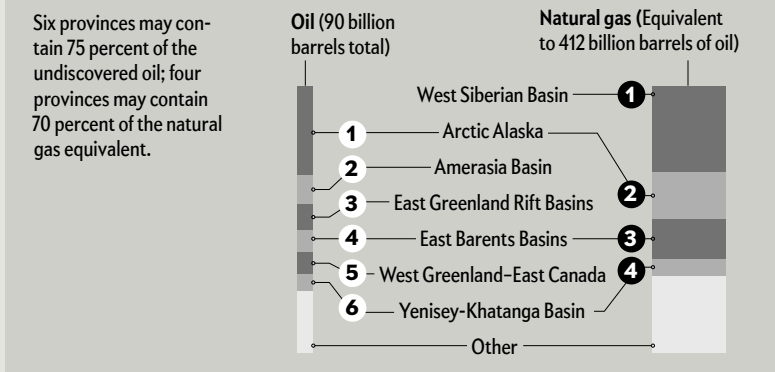 Six provinces may con-
tain 75 percent of the
undiscovered oil; four
provinces may contain
70 percent of the natural
gas equivalent.
Oil (90 billion
barrels total)
Natural gas (Equivalent
to 412 billion barrels of oil)
West Siberian Basin 1
1 Arctic Alaska
2 Amerasia Basin
2
3 East Greenland Rift Basins
4 East Barents Basins 3
5 West Greenland–East Canada 4
6 Yenisey-Khatanga Basin
Other